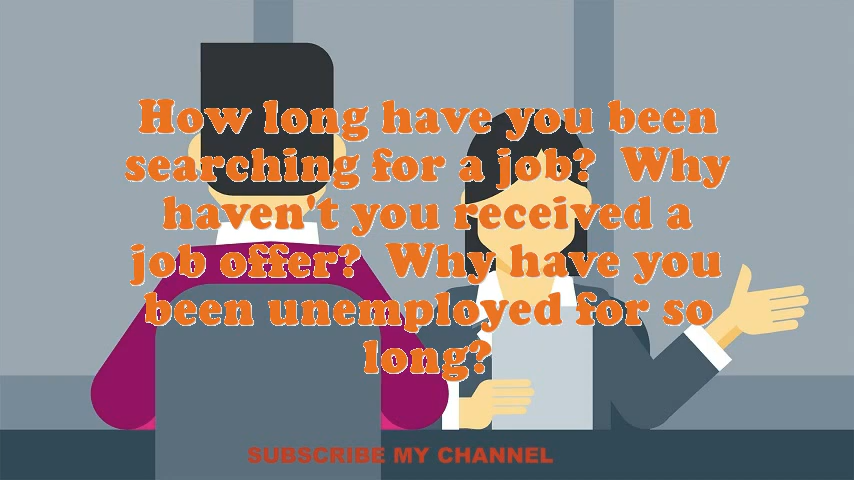 How long have you been
searching for a job? Why
haven't you received a
job offer? Why have you
been unemployed for so
long?
SUBSCRIBE MY CHANNEL